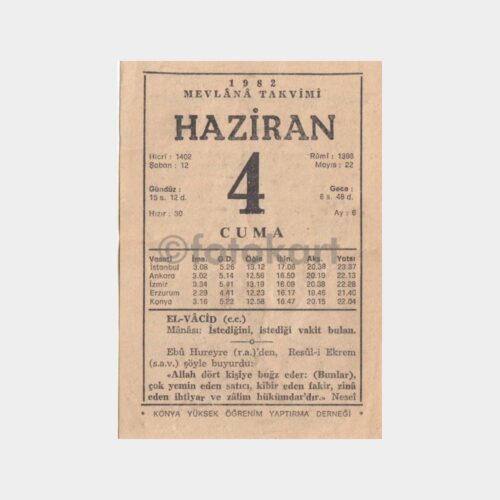 1982
MEVLÂNÂ TAKVİMİ
HAZİRAN
Hicrî : 1402
Şaban : 12
Rûmî : 1398
Mayıs : 22
4
Gündüz :
15 s. 12 d.
Gece :
8 s. 48 d.
Hızır : 30
Ay : 6
CUMA
©fotokart
Vasatî İms. G.D. Öğle İkin. Akş. Yatsı
İstanbul 3.08 5.26 13.12 17.08 20.38 23.37
Ankara 3.02 5.14 12.56 16.50 20.19 22.13
İzmir 3.34 5.41 13.19 16.09 20.38 22.28
Erzurum 2.29 4.41 12.23 16.17 19.46 21.40
Konya 3.16 5.22 12.58 16.47 20.15 22.04
EL-VÂCİD (c.c.)
Mânâsı: İstediğini, istediği vakit bulan.
Ebû Hureyre (r.a.)'den, Resûl-i Ekrem
(s.a.v.) şöyle buyurdu:
«Allah dört kişiye buğz eder: (Bunlar),
çok yemin eden satıcı, kibir eden fakir, zinâ
eden ihtiyar ve zâlim hükümdar'dır.» Neseî
• KONYA YÜKSEK ÖĞRENİM YAPTIRMA DERNEĞİ •